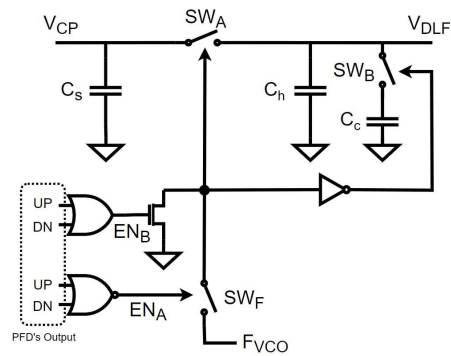 SW_A
V_CP
V_DLF
SW_B
C_s
C_h
C_c
UP
DN
EN_B
UP
DN
EN_A
SW_F
PFD's Output
F_VCO